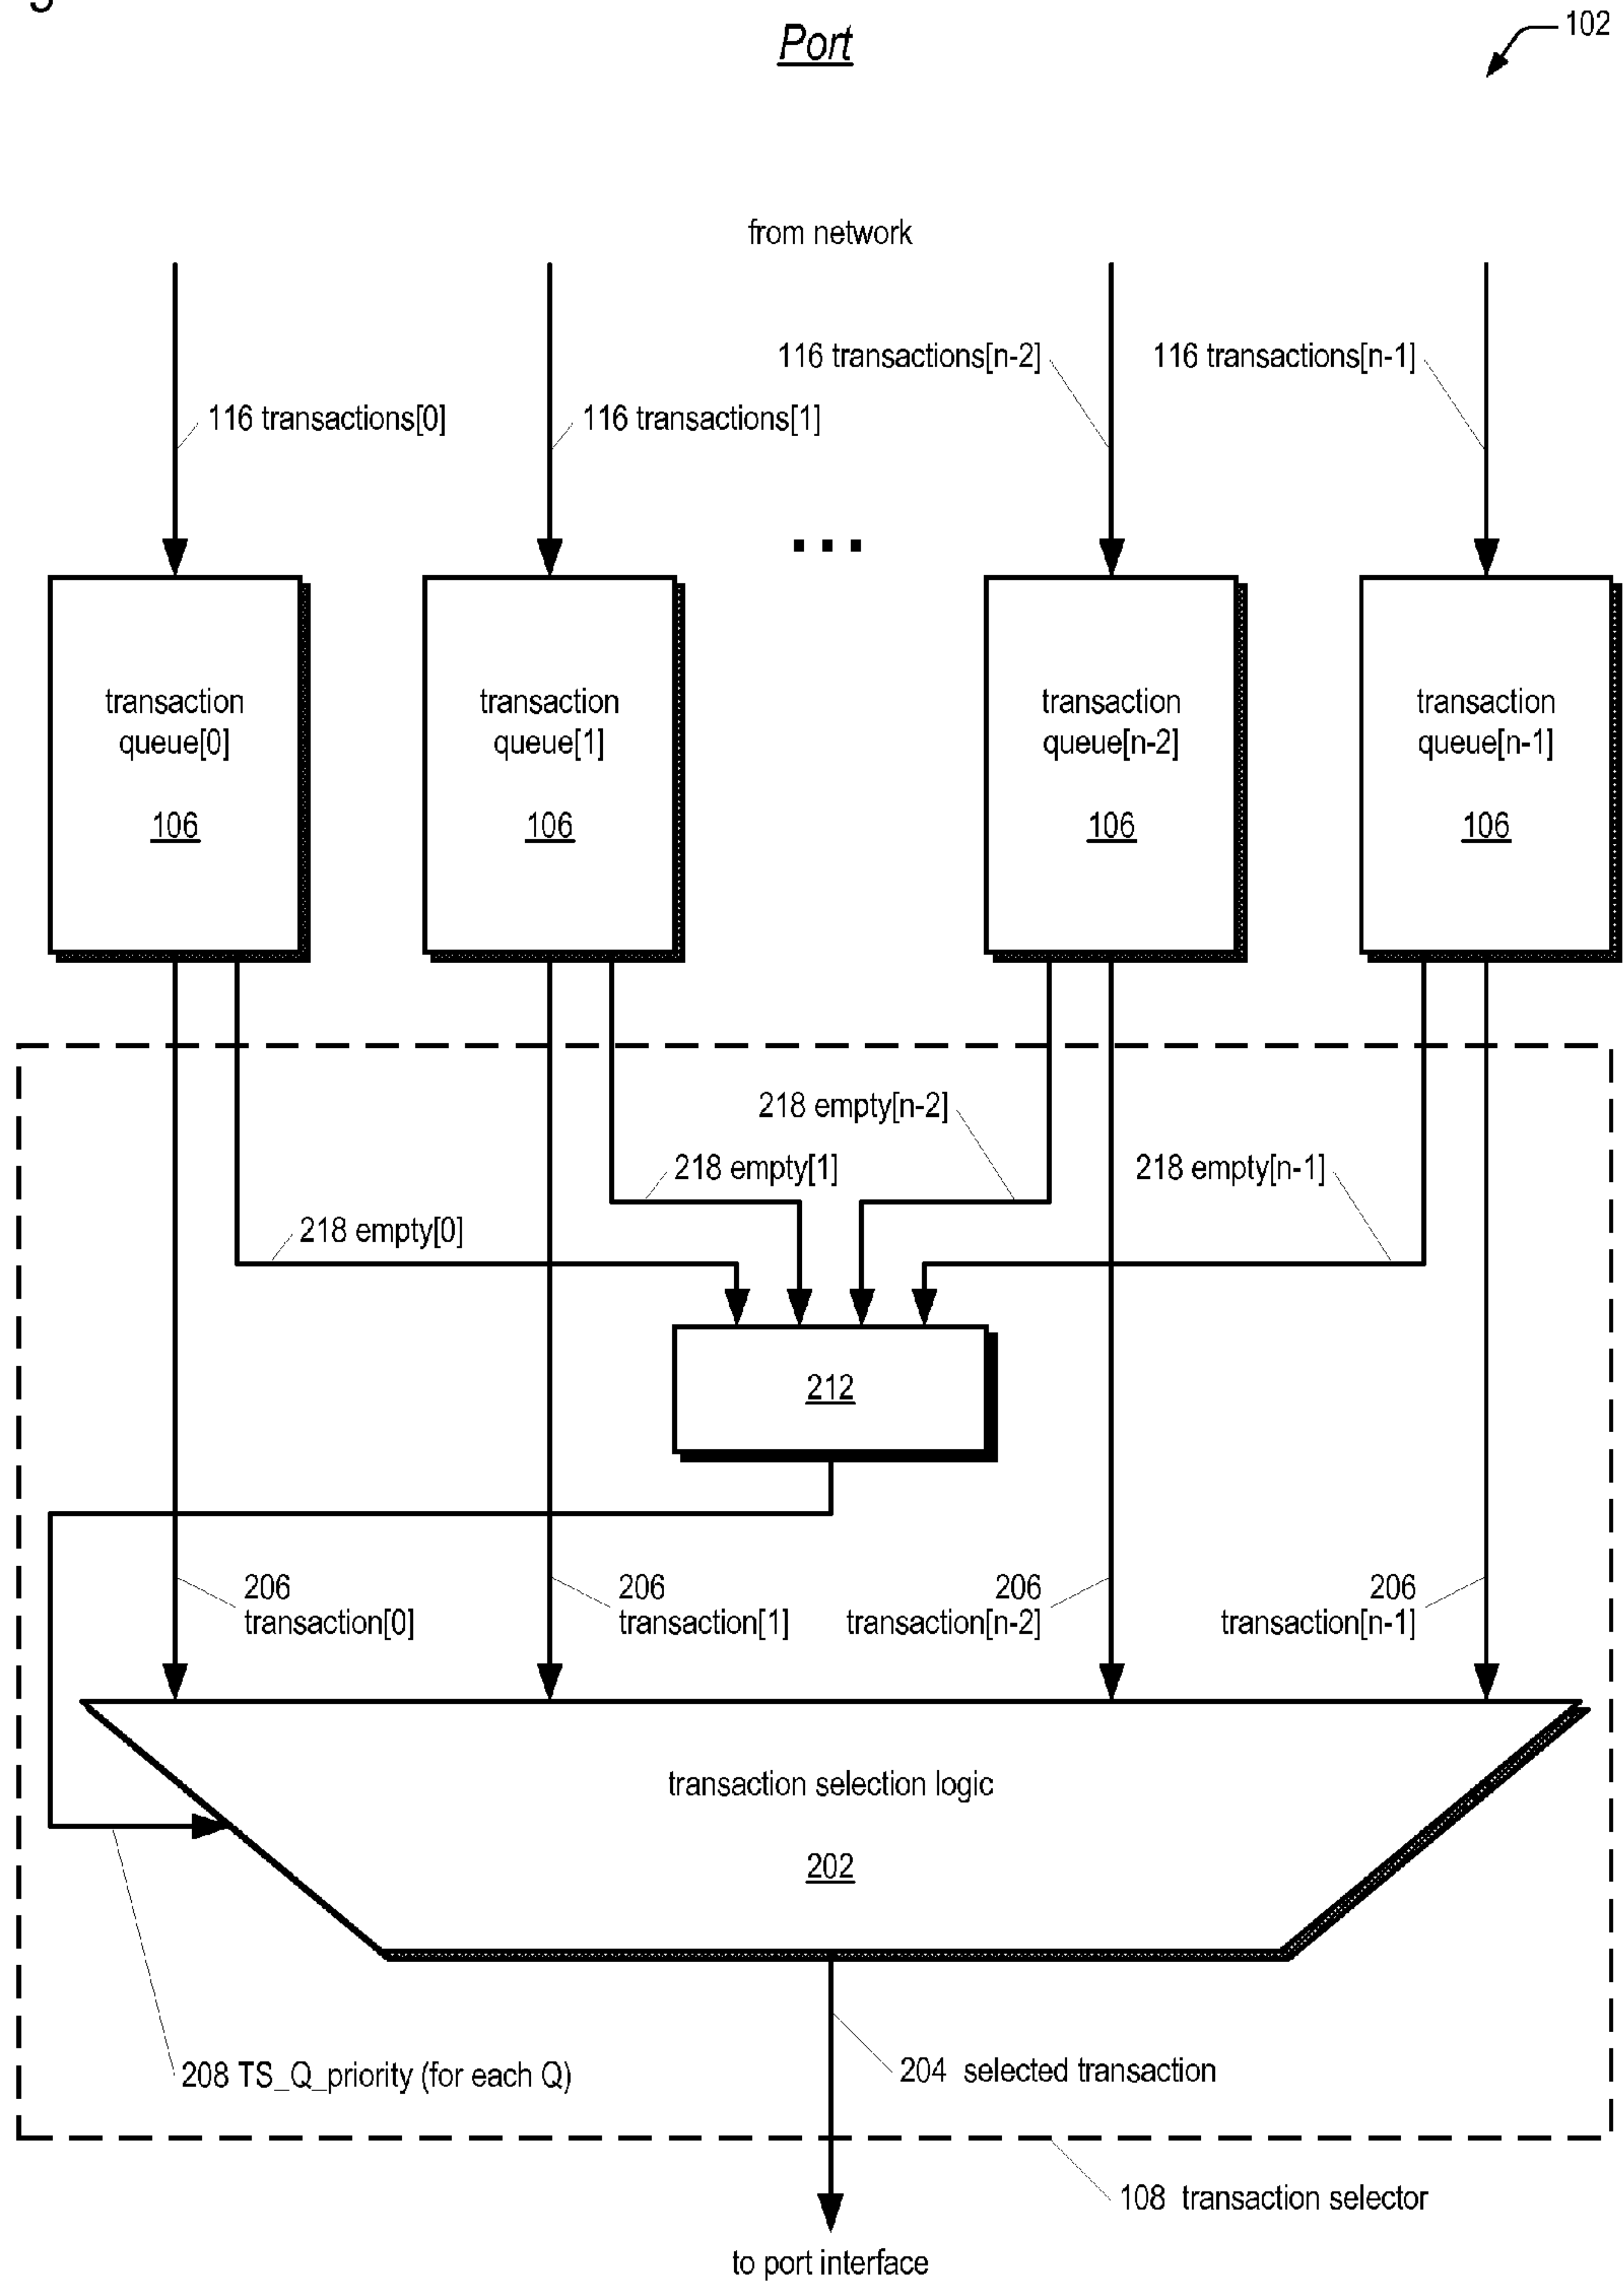 Port
102
from network
116 transactions[n-2]
116 transactions[n-1]
116 transactions[0]
116 transactions[1]
...
transaction
queue[0]
106
transaction
queue[1]
106
transaction
queue[n-2]
106
transaction
queue[n-1]
106
218 empty[n-2]
218 empty[1]
218 empty[n-1]
218 empty[0]
212
206
transaction[0]
206
transaction[1]
206
transaction[n-2]
206
transaction[n-1]
transaction selection logic
202
208 TS_Q_priority (for each Q)
204 selected transaction
108 transaction selector
to port interface